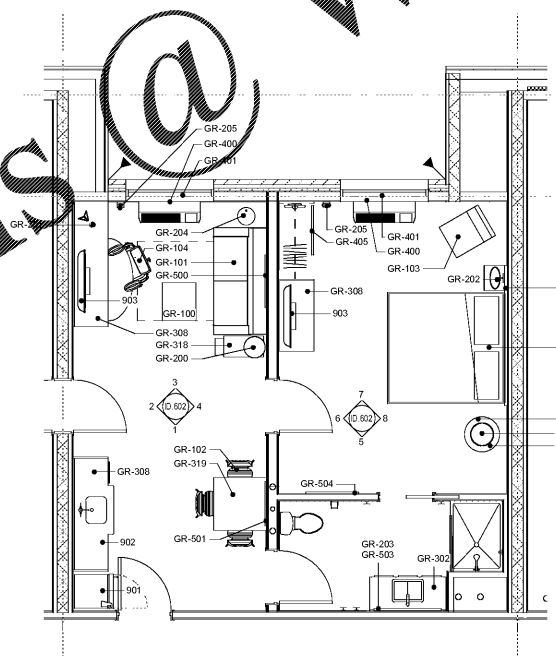 s @
GR-205
GR-400
GR-401
GR-204
GR-104
GR-101
GR-500
903
GR-100
GR-308
GR-318
GR-200
GR-205
GR-405
GR-401
GR-400
GR-103
GR-202
GR-308
903
3
2 ID.602 4
1
7
6 ID.602 8
5
GR-102
GR-319
GR-308
GR-504
GR-501
902
GR-203
GR-503
GR-302
901